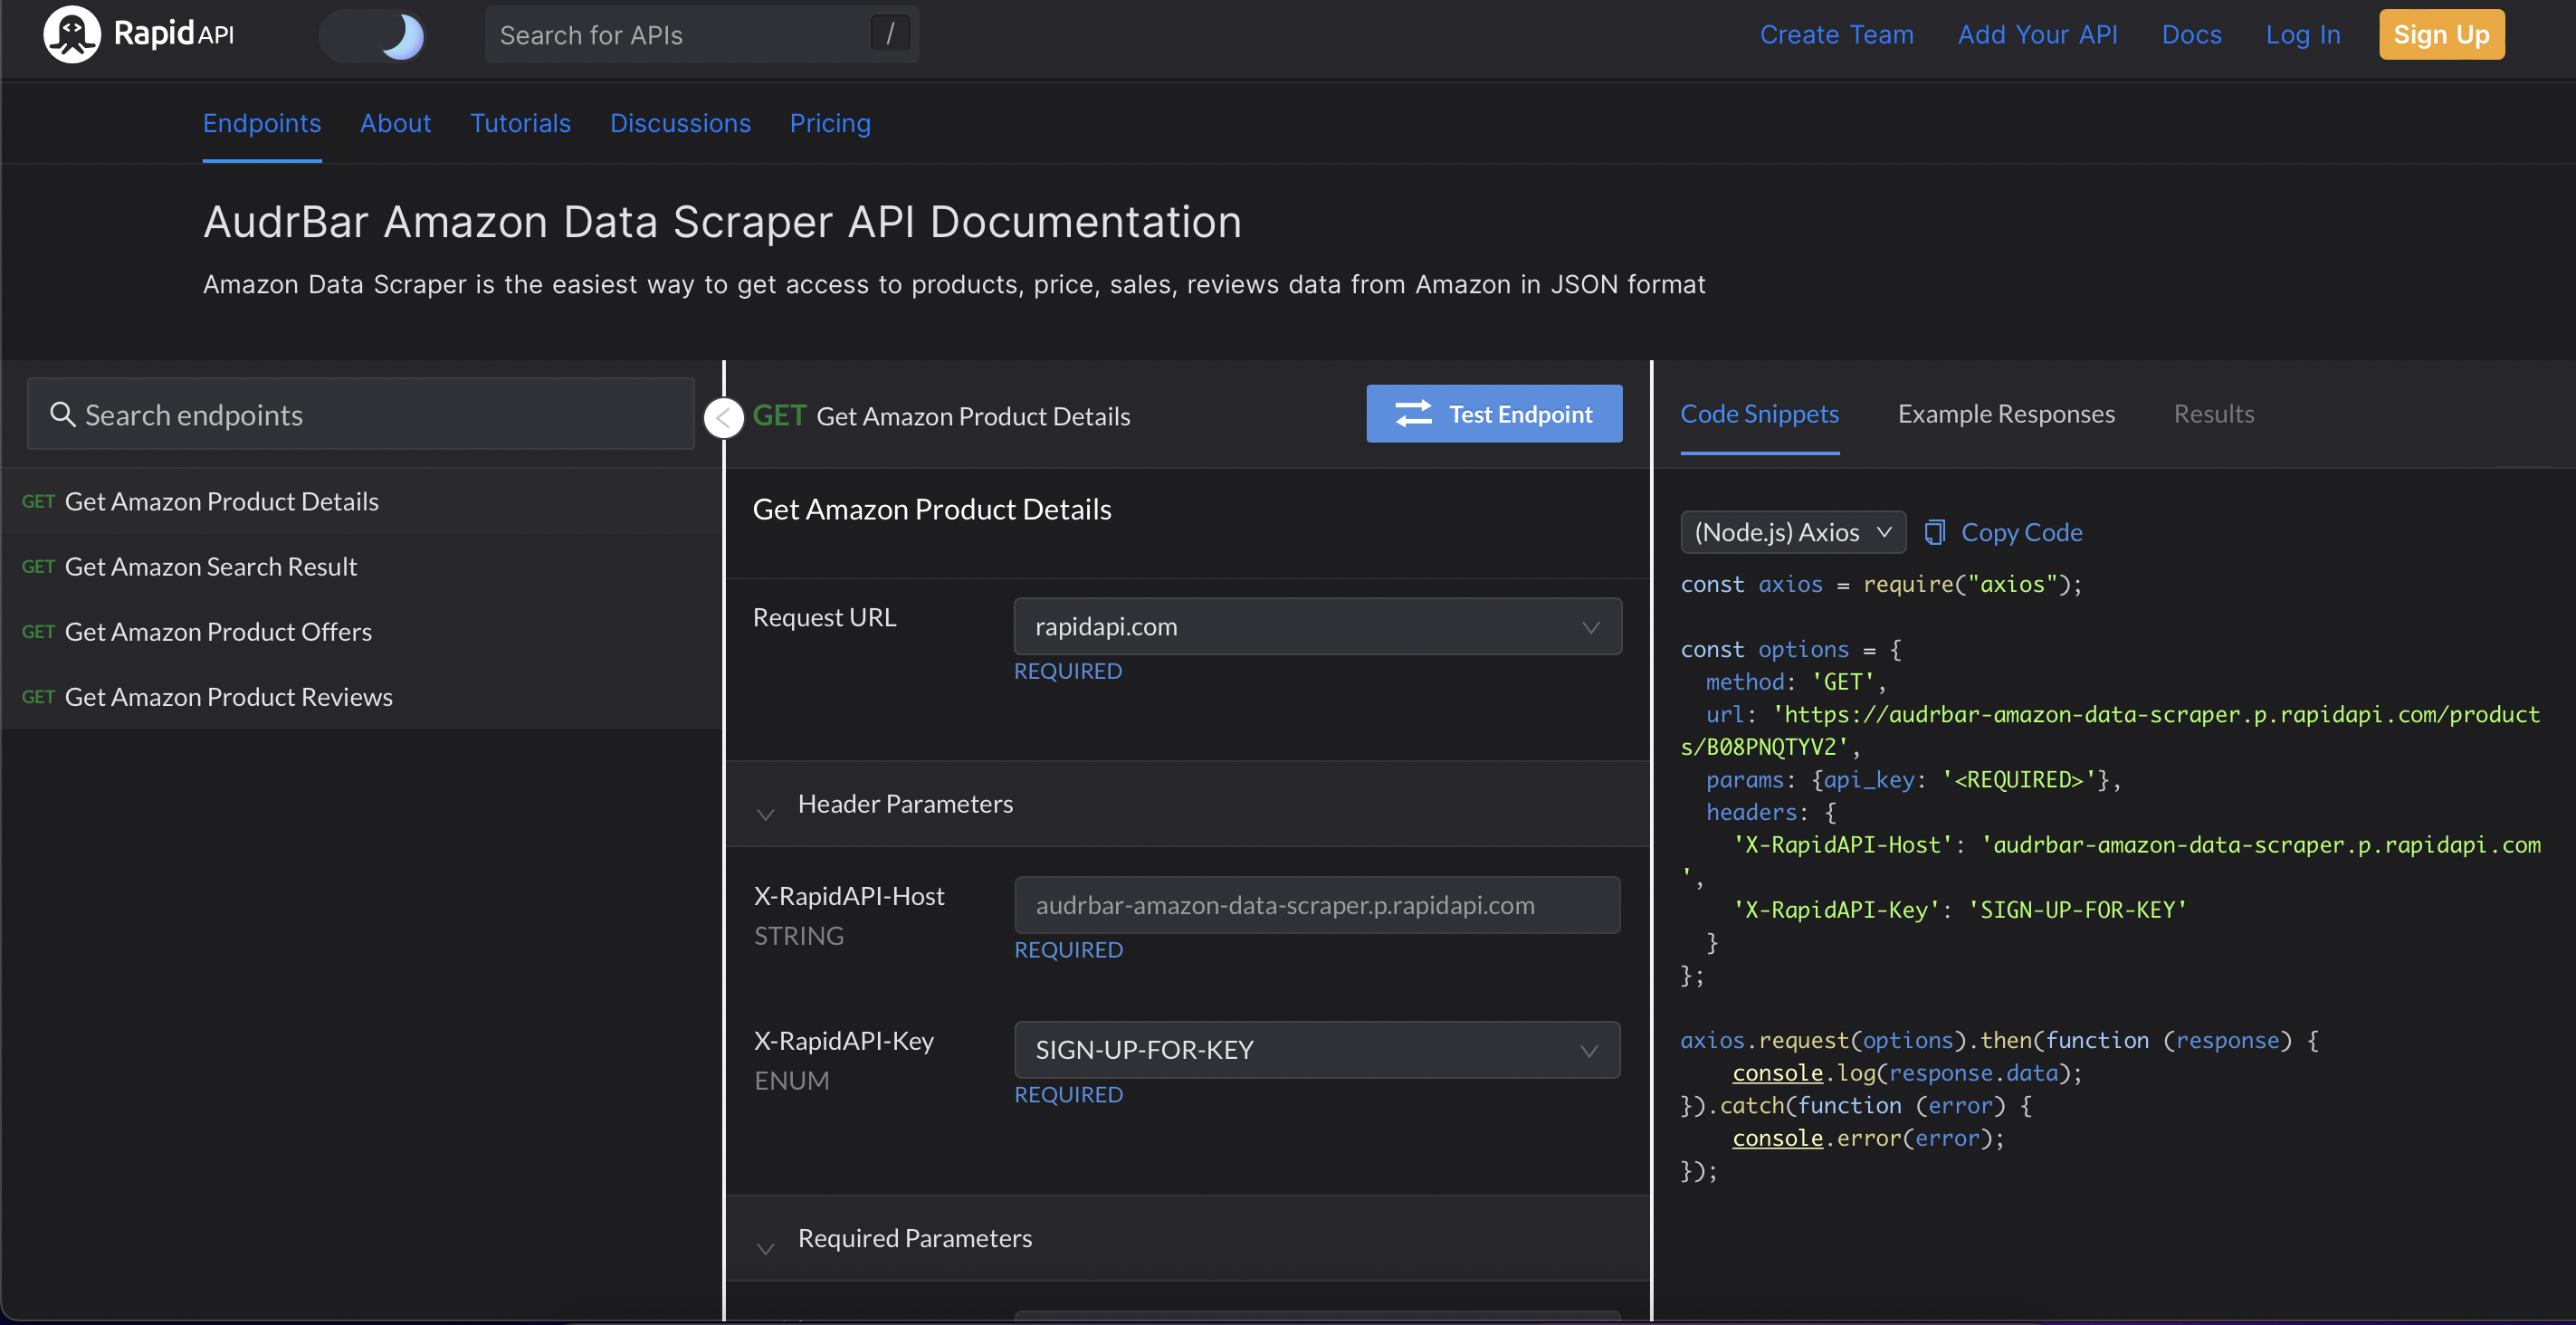 Rapid API
Search for APIs
/
Create Team
Add Your API
Docs
Log In
Sign Up
Endpoints
About
Tutorials
Discussions
Pricing
AudrBar Amazon Data Scraper API Documentation
Amazon Data Scraper is the easiest way to get access to products, price, sales, reviews data from Amazon in JSON format
Search endpoints
GET Get Amazon Product Details
GET Get Amazon Search Result
GET Get Amazon Product Offers
GET Get Amazon Product Reviews
GET Get Amazon Product Details
Test Endpoint
Get Amazon Product Details
Request URL
rapidapi.com
REQUIRED
Header Parameters
X-RapidAPI-Host
STRING
audrbar-amazon-data-scraper.p.rapidapi.com
REQUIRED
X-RapidAPI-Key
ENUM
SIGN-UP-FOR-KEY
REQUIRED
Required Parameters
Code Snippets
Example Responses
Results
(Node.js) Axios
Copy Code
const axios = require("axios");
const options = {
method: 'GET',
url: 'https://audrbar-amazon-data-scraper.p.rapidapi.com/product
s/B08PNQTYV2',
params: {api_key: '<REQUIRED>'},
headers: {
'X-RapidAPI-Host': 'audrbar-amazon-data-scraper.p.rapidapi.com
',
'X-RapidAPI-Key': 'SIGN-UP-FOR-KEY'
}
};
axios.request(options).then(function (response) {
console.log(response.data);
}).catch(function (error) {
console.error(error);
});